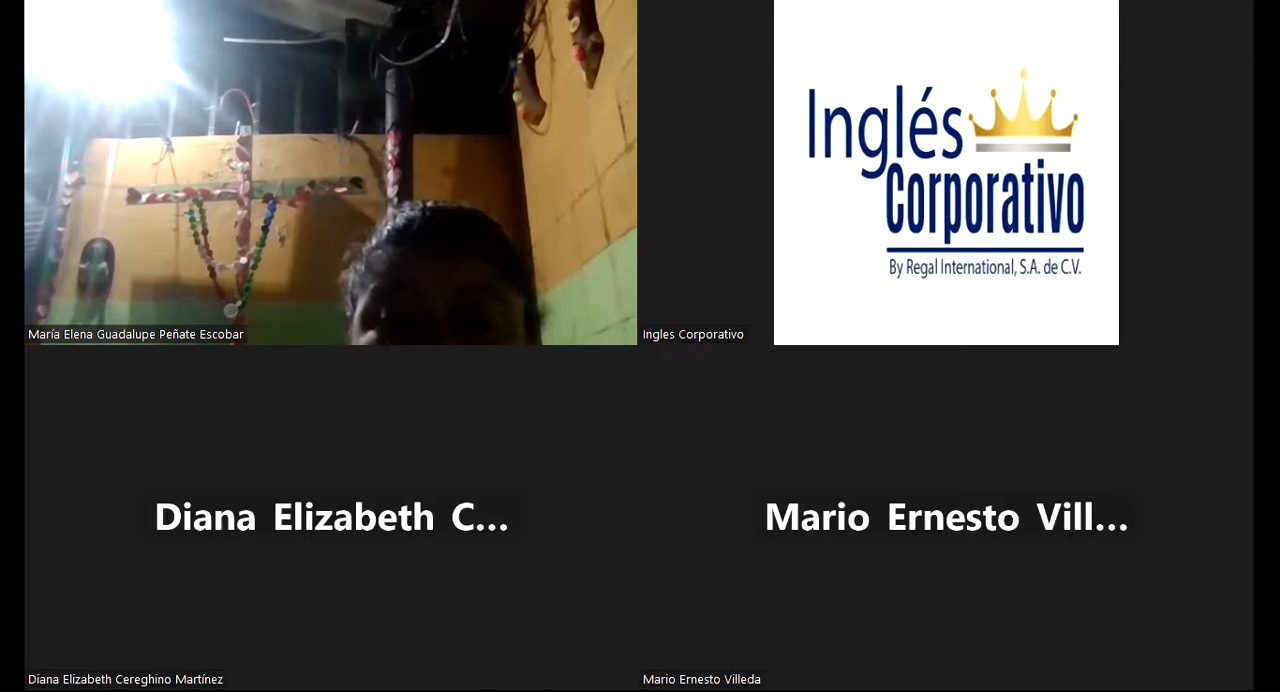 Inglés
Corporativo
By Regal International, S.A. de C.V.
María Elena Guadalupe Peñate Escobar
Ingles Corporativo
Diana Elizabeth C...
Mario Ernesto Vill...
Diana Elizabeth Cereghino Martínez
Mario Ernesto Villeda